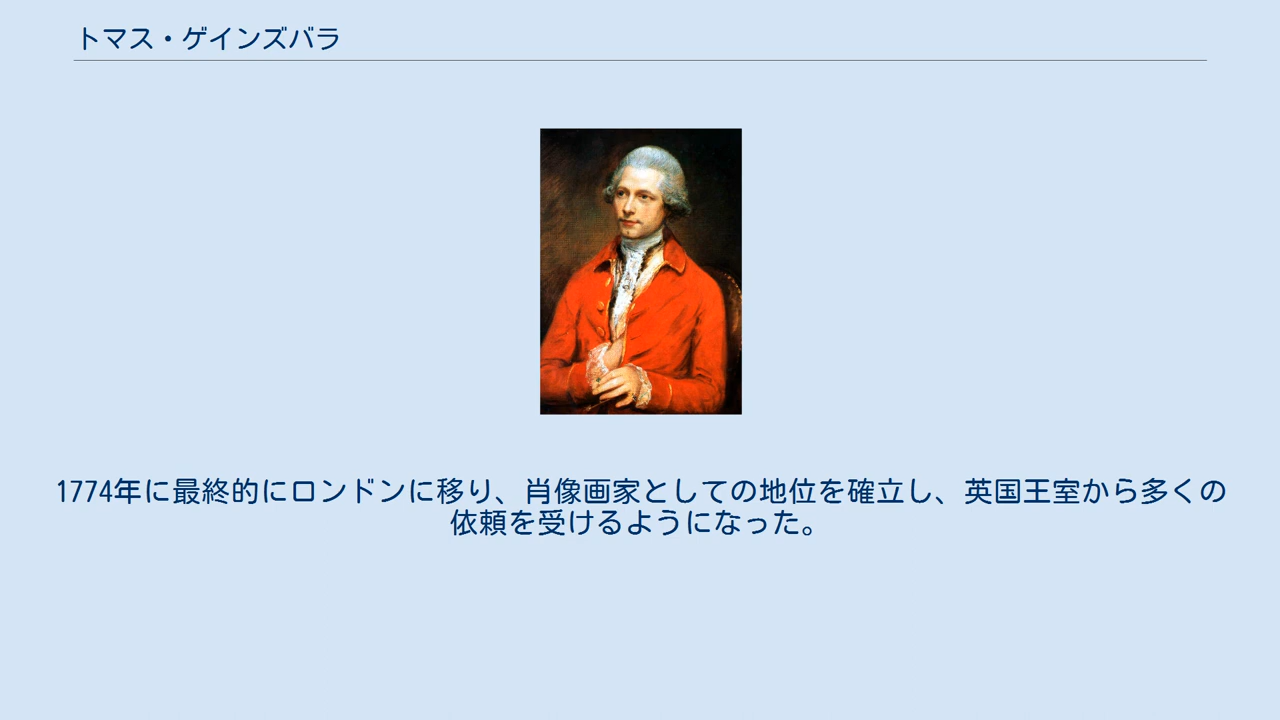 トマス・ゲインズバラ
1774年に最終的にロンドンに移り、肖像画家としての地位を確立し、英国王室から多くの
依頼を受けるようになった。